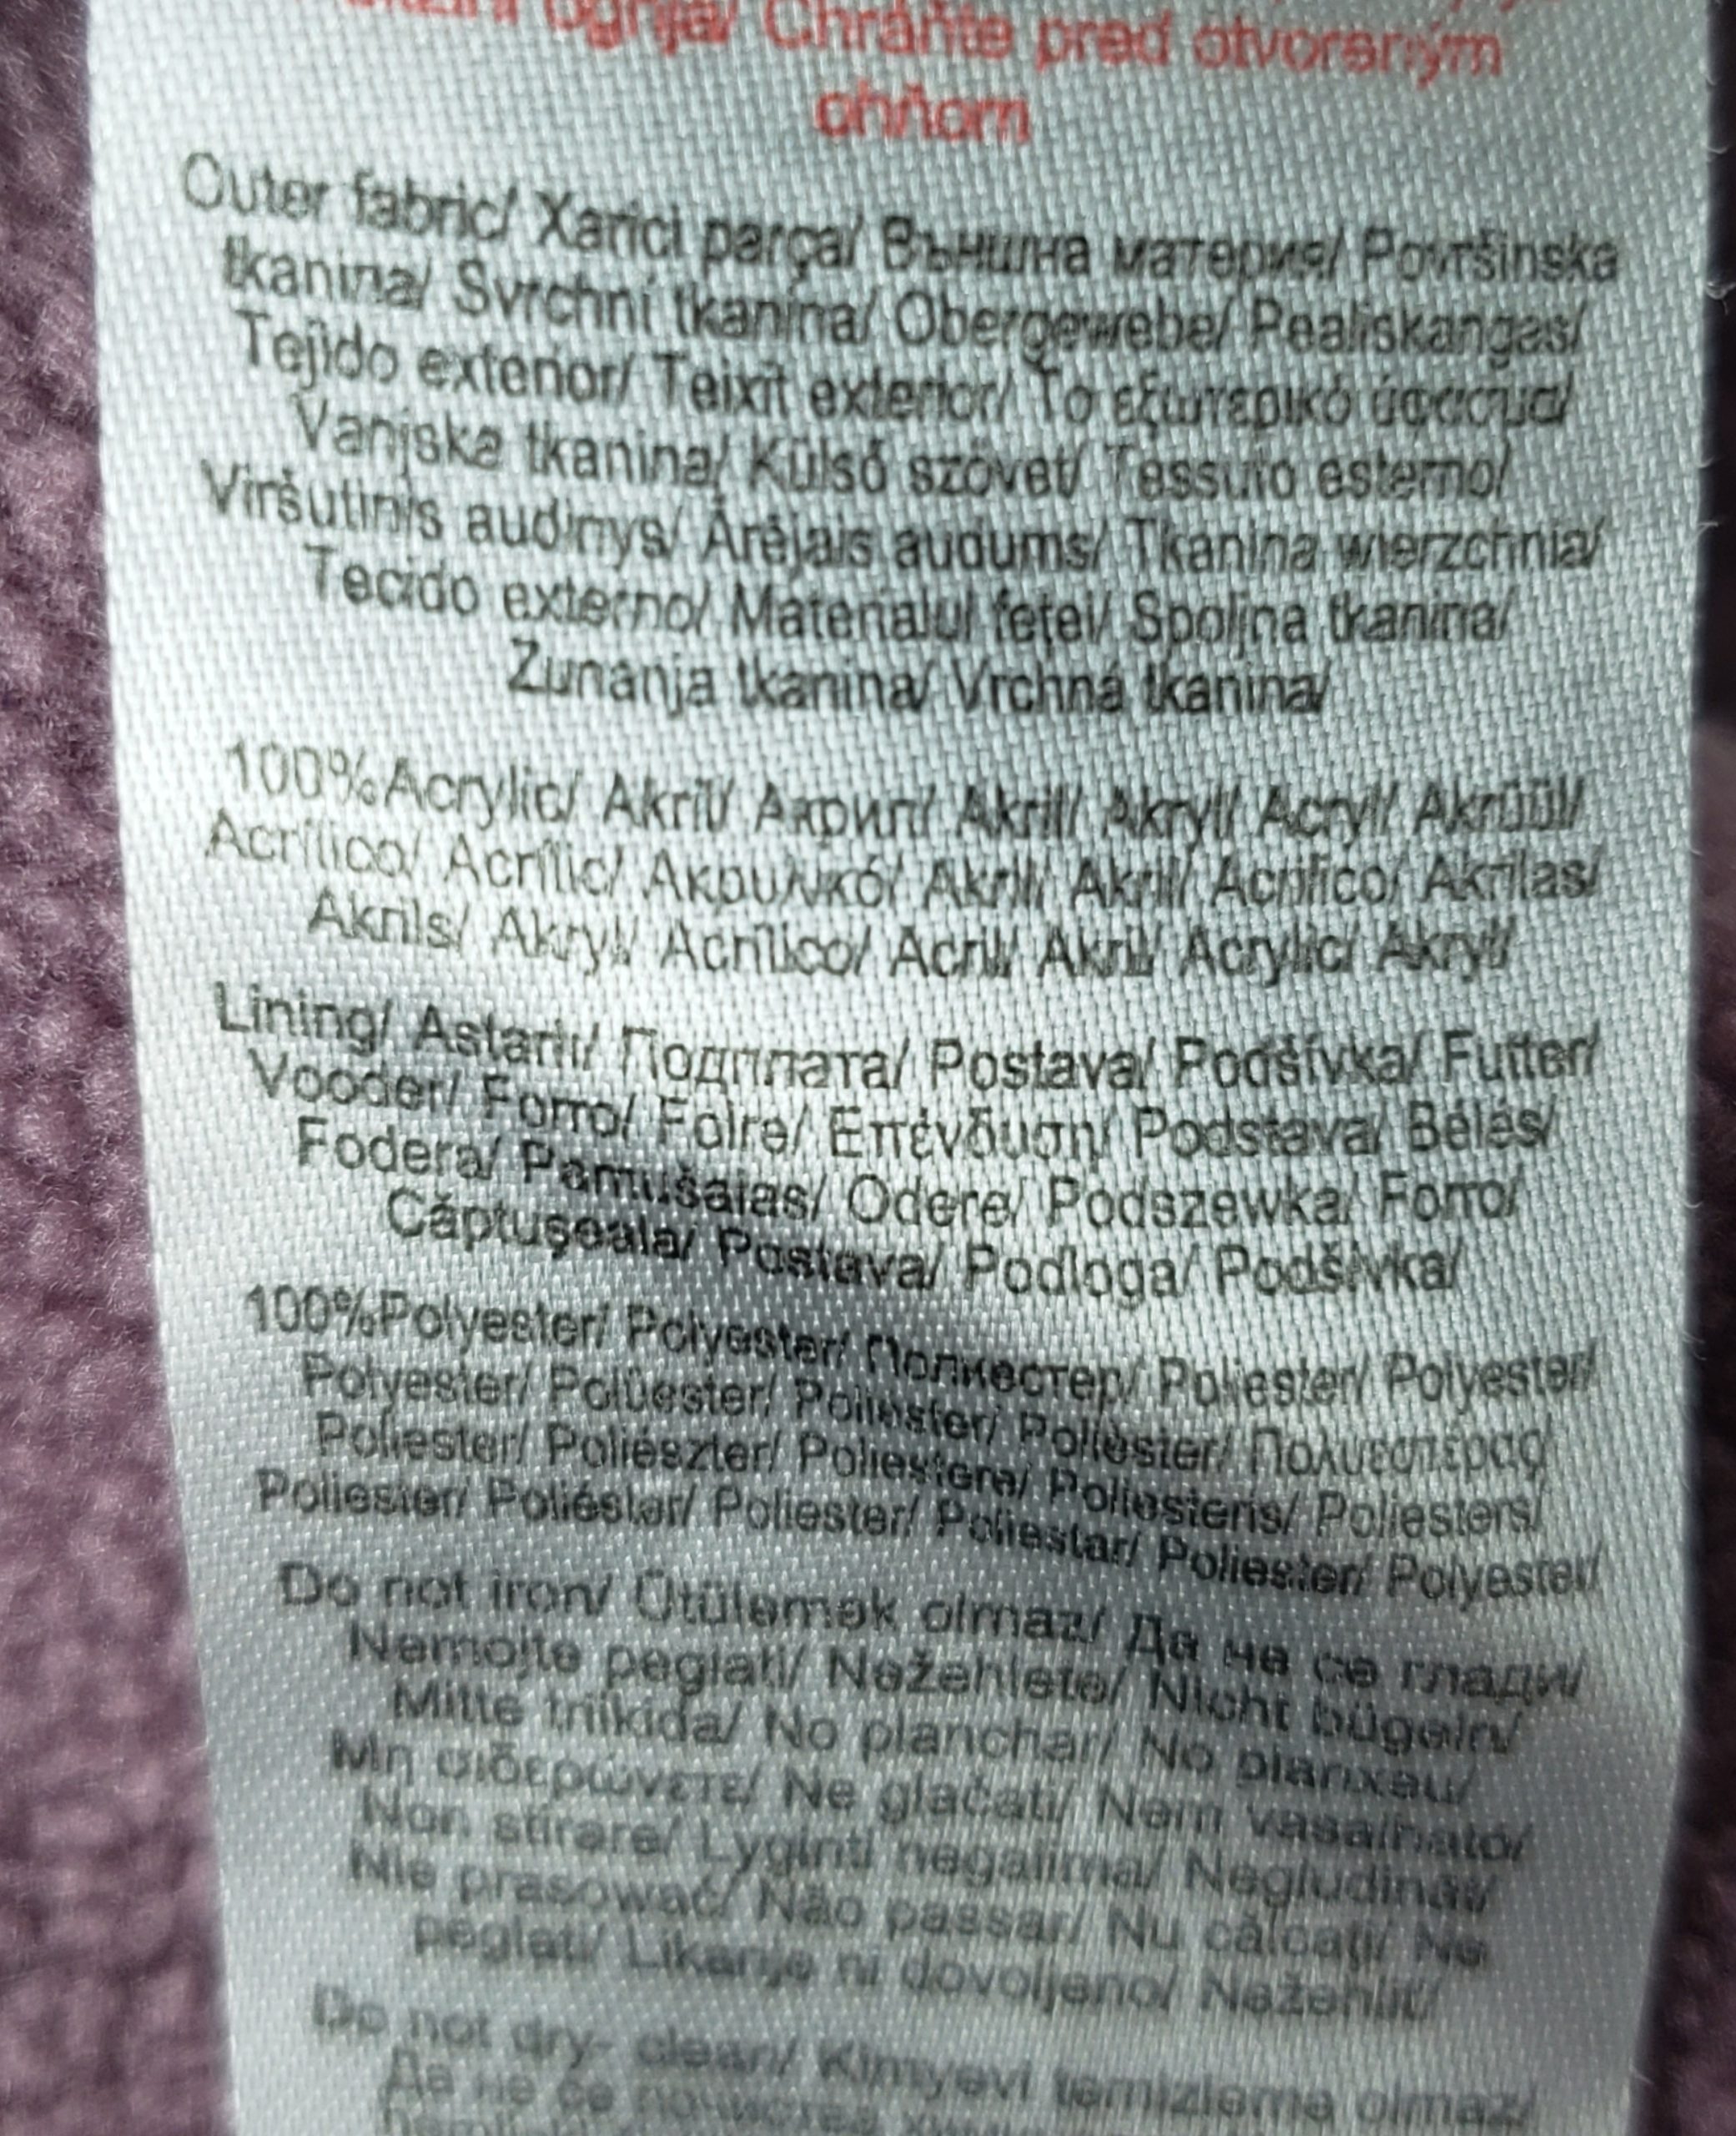 ognja/ Chráňte pred otvoreným
ohňom
Outer fabric/ Xarici parça/ Външна материя/ Površinska
tkanina/ Svrchní tkanina/ Obergewebe/ Pealiskangas/
Tejido exterior/ Teixit exterior/ Το εξωτερικό ύφασμα/
Vanjska tkanina/ Külső szövet/ Tessuto esterno/
Viršutinis audinys/ Ārējais audums/ Tkanina wierzchnia/
Tecido externo/ Materialul feței/ Spoljna tkanina/
Zunanja tkanina/ Vrchná tkanina/
100%Acrylic/ Akril/ Акрил/ Akril/ Akryl/ Acryl/ Akrüül/
Acrílico/ Acrílic/ Ακρυλικό/ Akril/ Akril/ Acrilico/ Akrilas/
Akrils/ Akryl/ Acrílico/ Acril/ Akril/ Acrylic/ Akryl/
Lining/ Astarlıı/ Подплата/ Postava/ Podšívka/ Futter/
Vooder/ Forro/ Folre/ Επένδυση/ Podstava/ Bélés/
Fodera/ Pamušalas/ Odere/ Podszewka/ Forro/
Căptușeala/ Postava/ Podloga/ Podšívka/
100%Polyester/ Polyester/ Полиестер/ Poliester/ Polyester/
Polyester/ Polüester/ Poliéster/ Polièster/ Πολυεστέρας
Poliester/ Poliészter/ Poliestere/ Poliesteris/ Poliesters/
Poliester/ Poliéster/ Poliester/ Poliestar/ Poliester/ Polyester/
Do not iron/ Ütüləmək olmaz/ Да не се глади/
Nemojte peglati/ Nežehlete/ Nicht bügeln/
Mitte triikida/ No planchar/ No planxeu/
Μη σιδερώνετε/ Ne glačati/ Nem vasalható/
Non stirare/ Lyginti negalima/ Negludināt/
Nie prasować/ Não passar/ Nu călcați/ Ne
peglati/ Likanje ni dovoljeno/ Nežehliť/
Do not dry- clean/ Kimyəvi təmizləmə olmaz/
Да не се